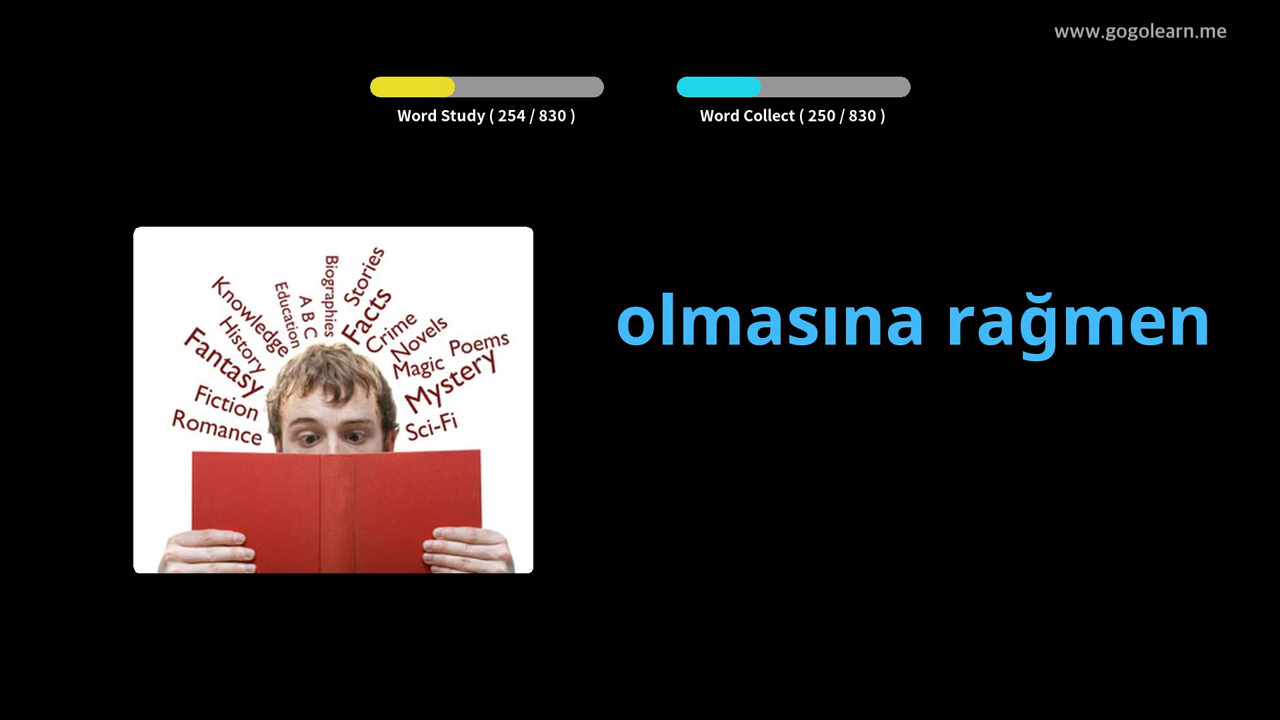 www.gogolearn.me
Word Study ( 254 / 830 )
Word Collect ( 250 / 830 )
olmasına rağmen
Knowledge
History
Fantasy
Fiction
Romance
Education
A B C
Biographies
Stories
Facts
Crime
Novels
Magic
Poems
Mystery
Sci-Fi